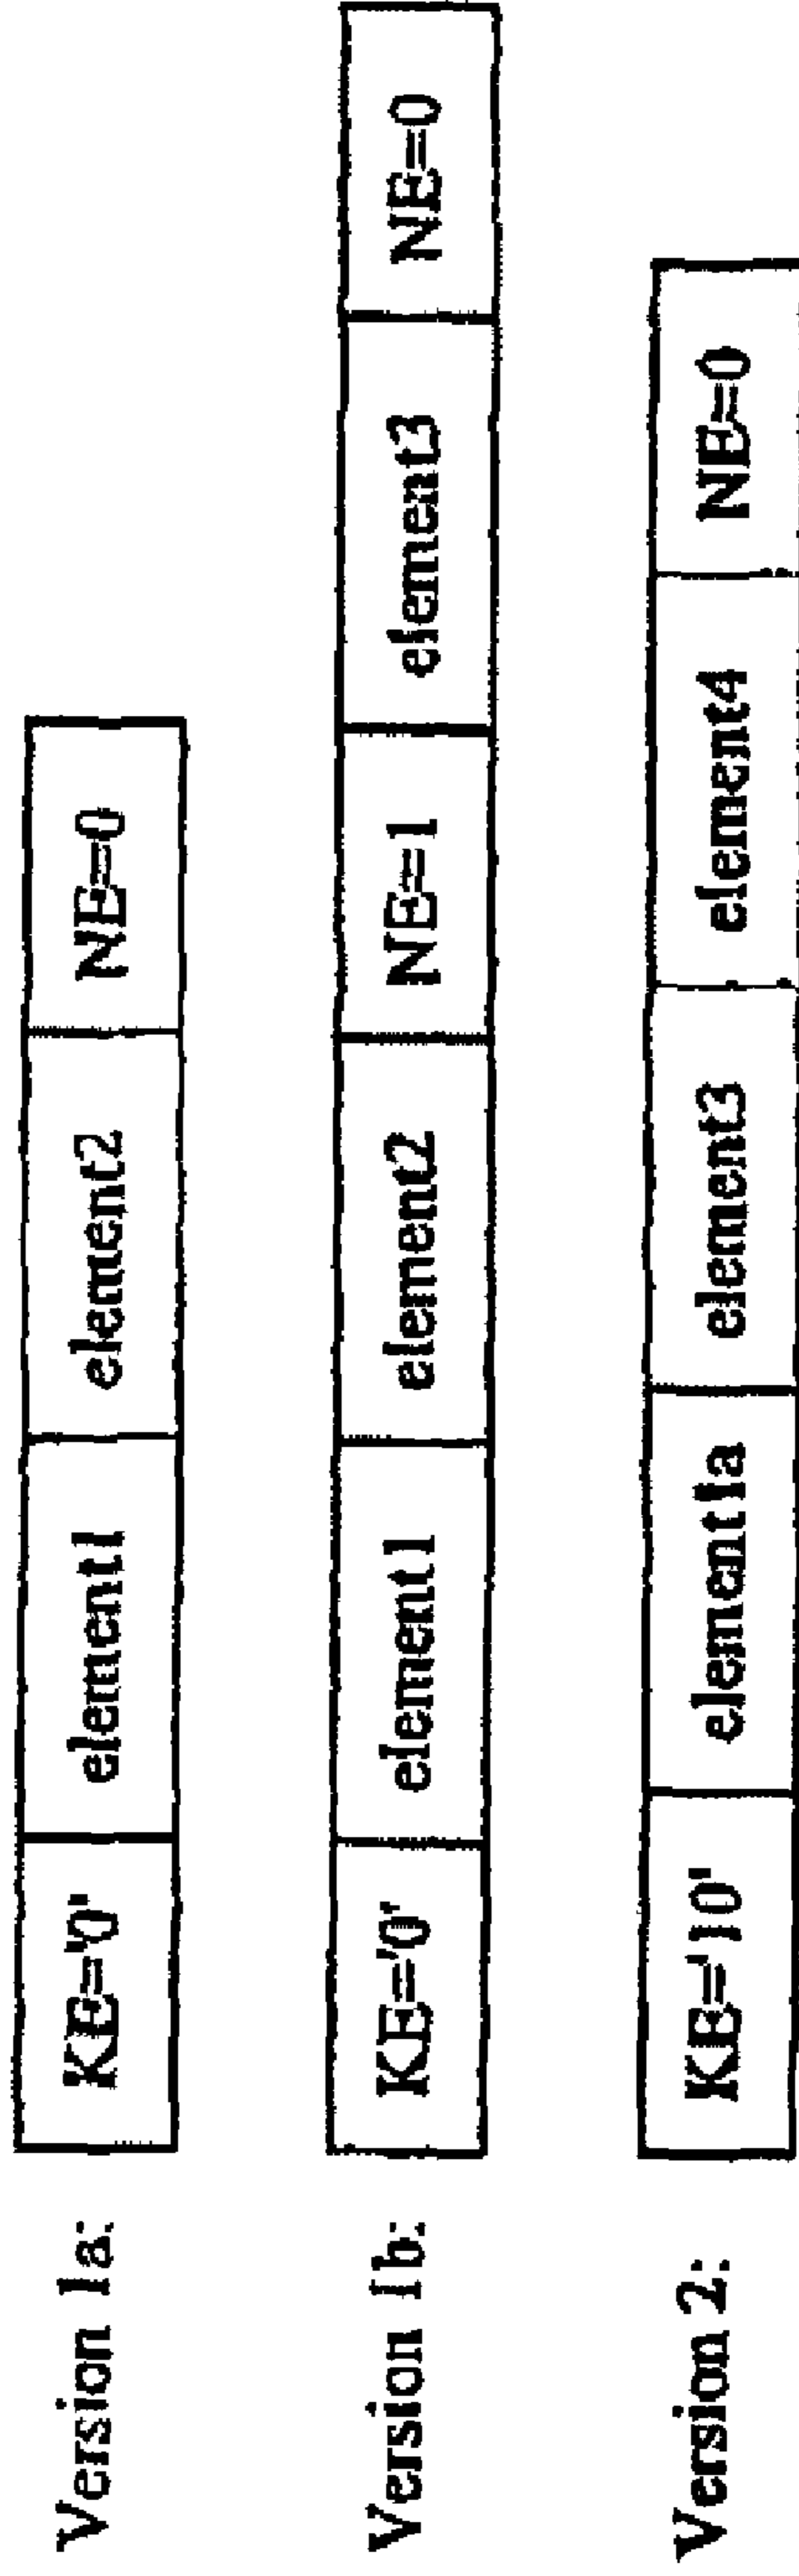 Version 1a: KE='0' element1 element2 NE=0
Version 1b: KE='0' element1 element2 NE=1 element3 NE=0
Version 2: KE='10' element1a element3 element4 NE=0